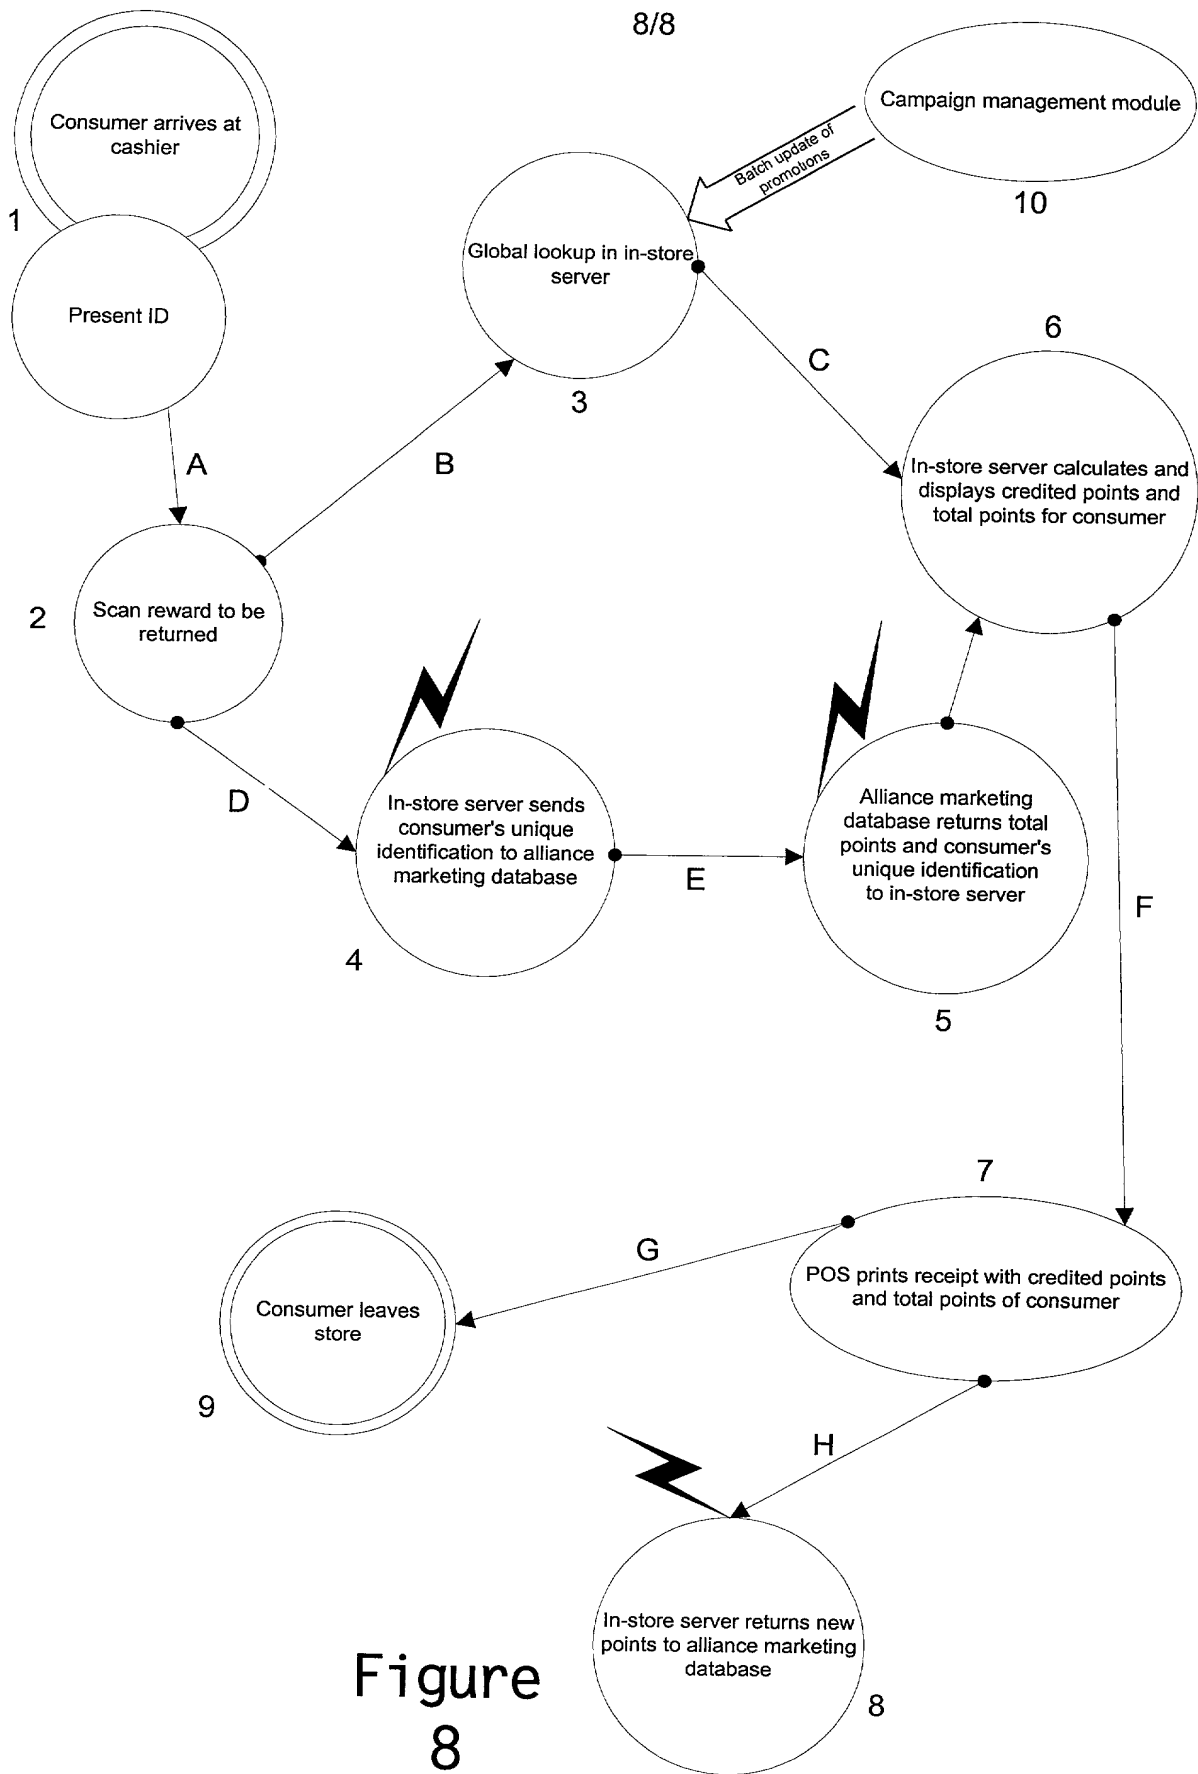 8/8
Consumer arrives at
cashier
1
Present ID
Campaign management module
10
Batch update of
promotions
Global lookup in in-store
server
3
A
B
C
6
In-store server calculates and
displays credited points and
total points for consumer
2
Scan reward to be
returned
D
In-store server sends
consumer's unique
identification to alliance
marketing database
4
E
Alliance marketing
database returns total
points and consumer's
unique identification
to in-store server
5
F
7
POS prints receipt with credited points
and total points of consumer
G
Consumer leaves
store
9
H
In-store server returns new
points to alliance marketing
database
8
Figure
8